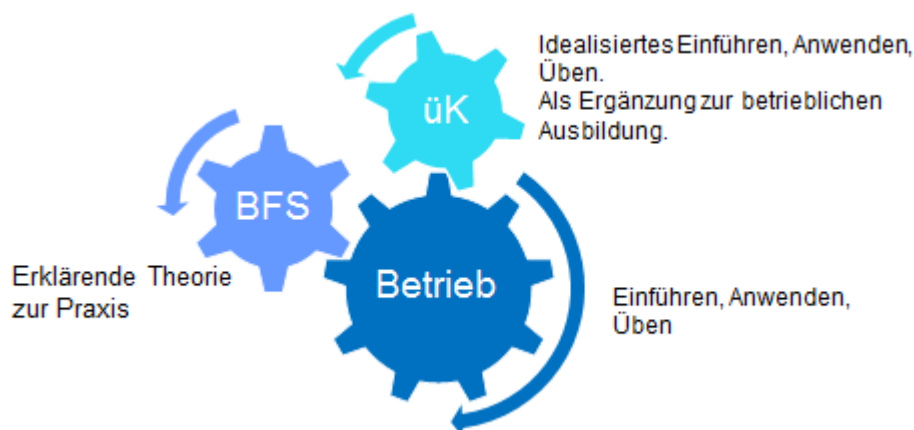 Idealisiertes Einführen, Anwenden,
Üben.
Als Ergänzung zur betrieblichen
Ausbildung.
üK
BFS
Betrieb
Erklärende Theorie
zur Praxis
Einführen, Anwenden,
Üben